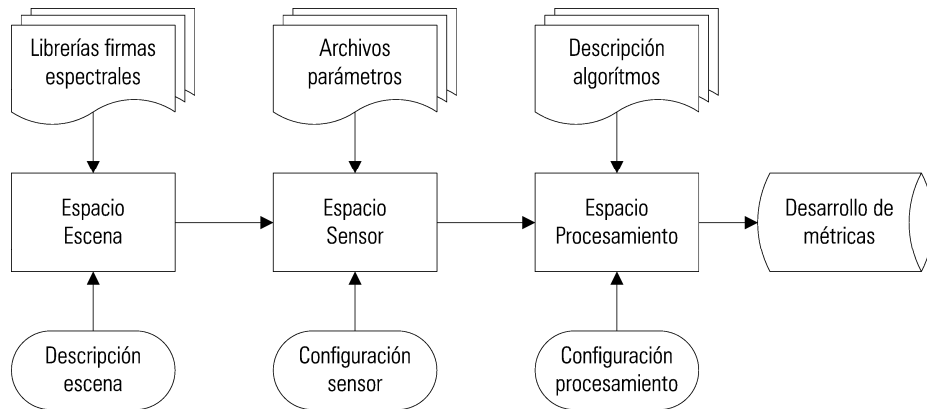 Librerías firmas
espectrales
Archivos
parámetros
Descripción
algorítmos
Espacio
Escena
Espacio
Sensor
Espacio
Procesamiento
Desarrollo de
métricas
Descripción
escena
Configuración
sensor
Configuración
procesamiento